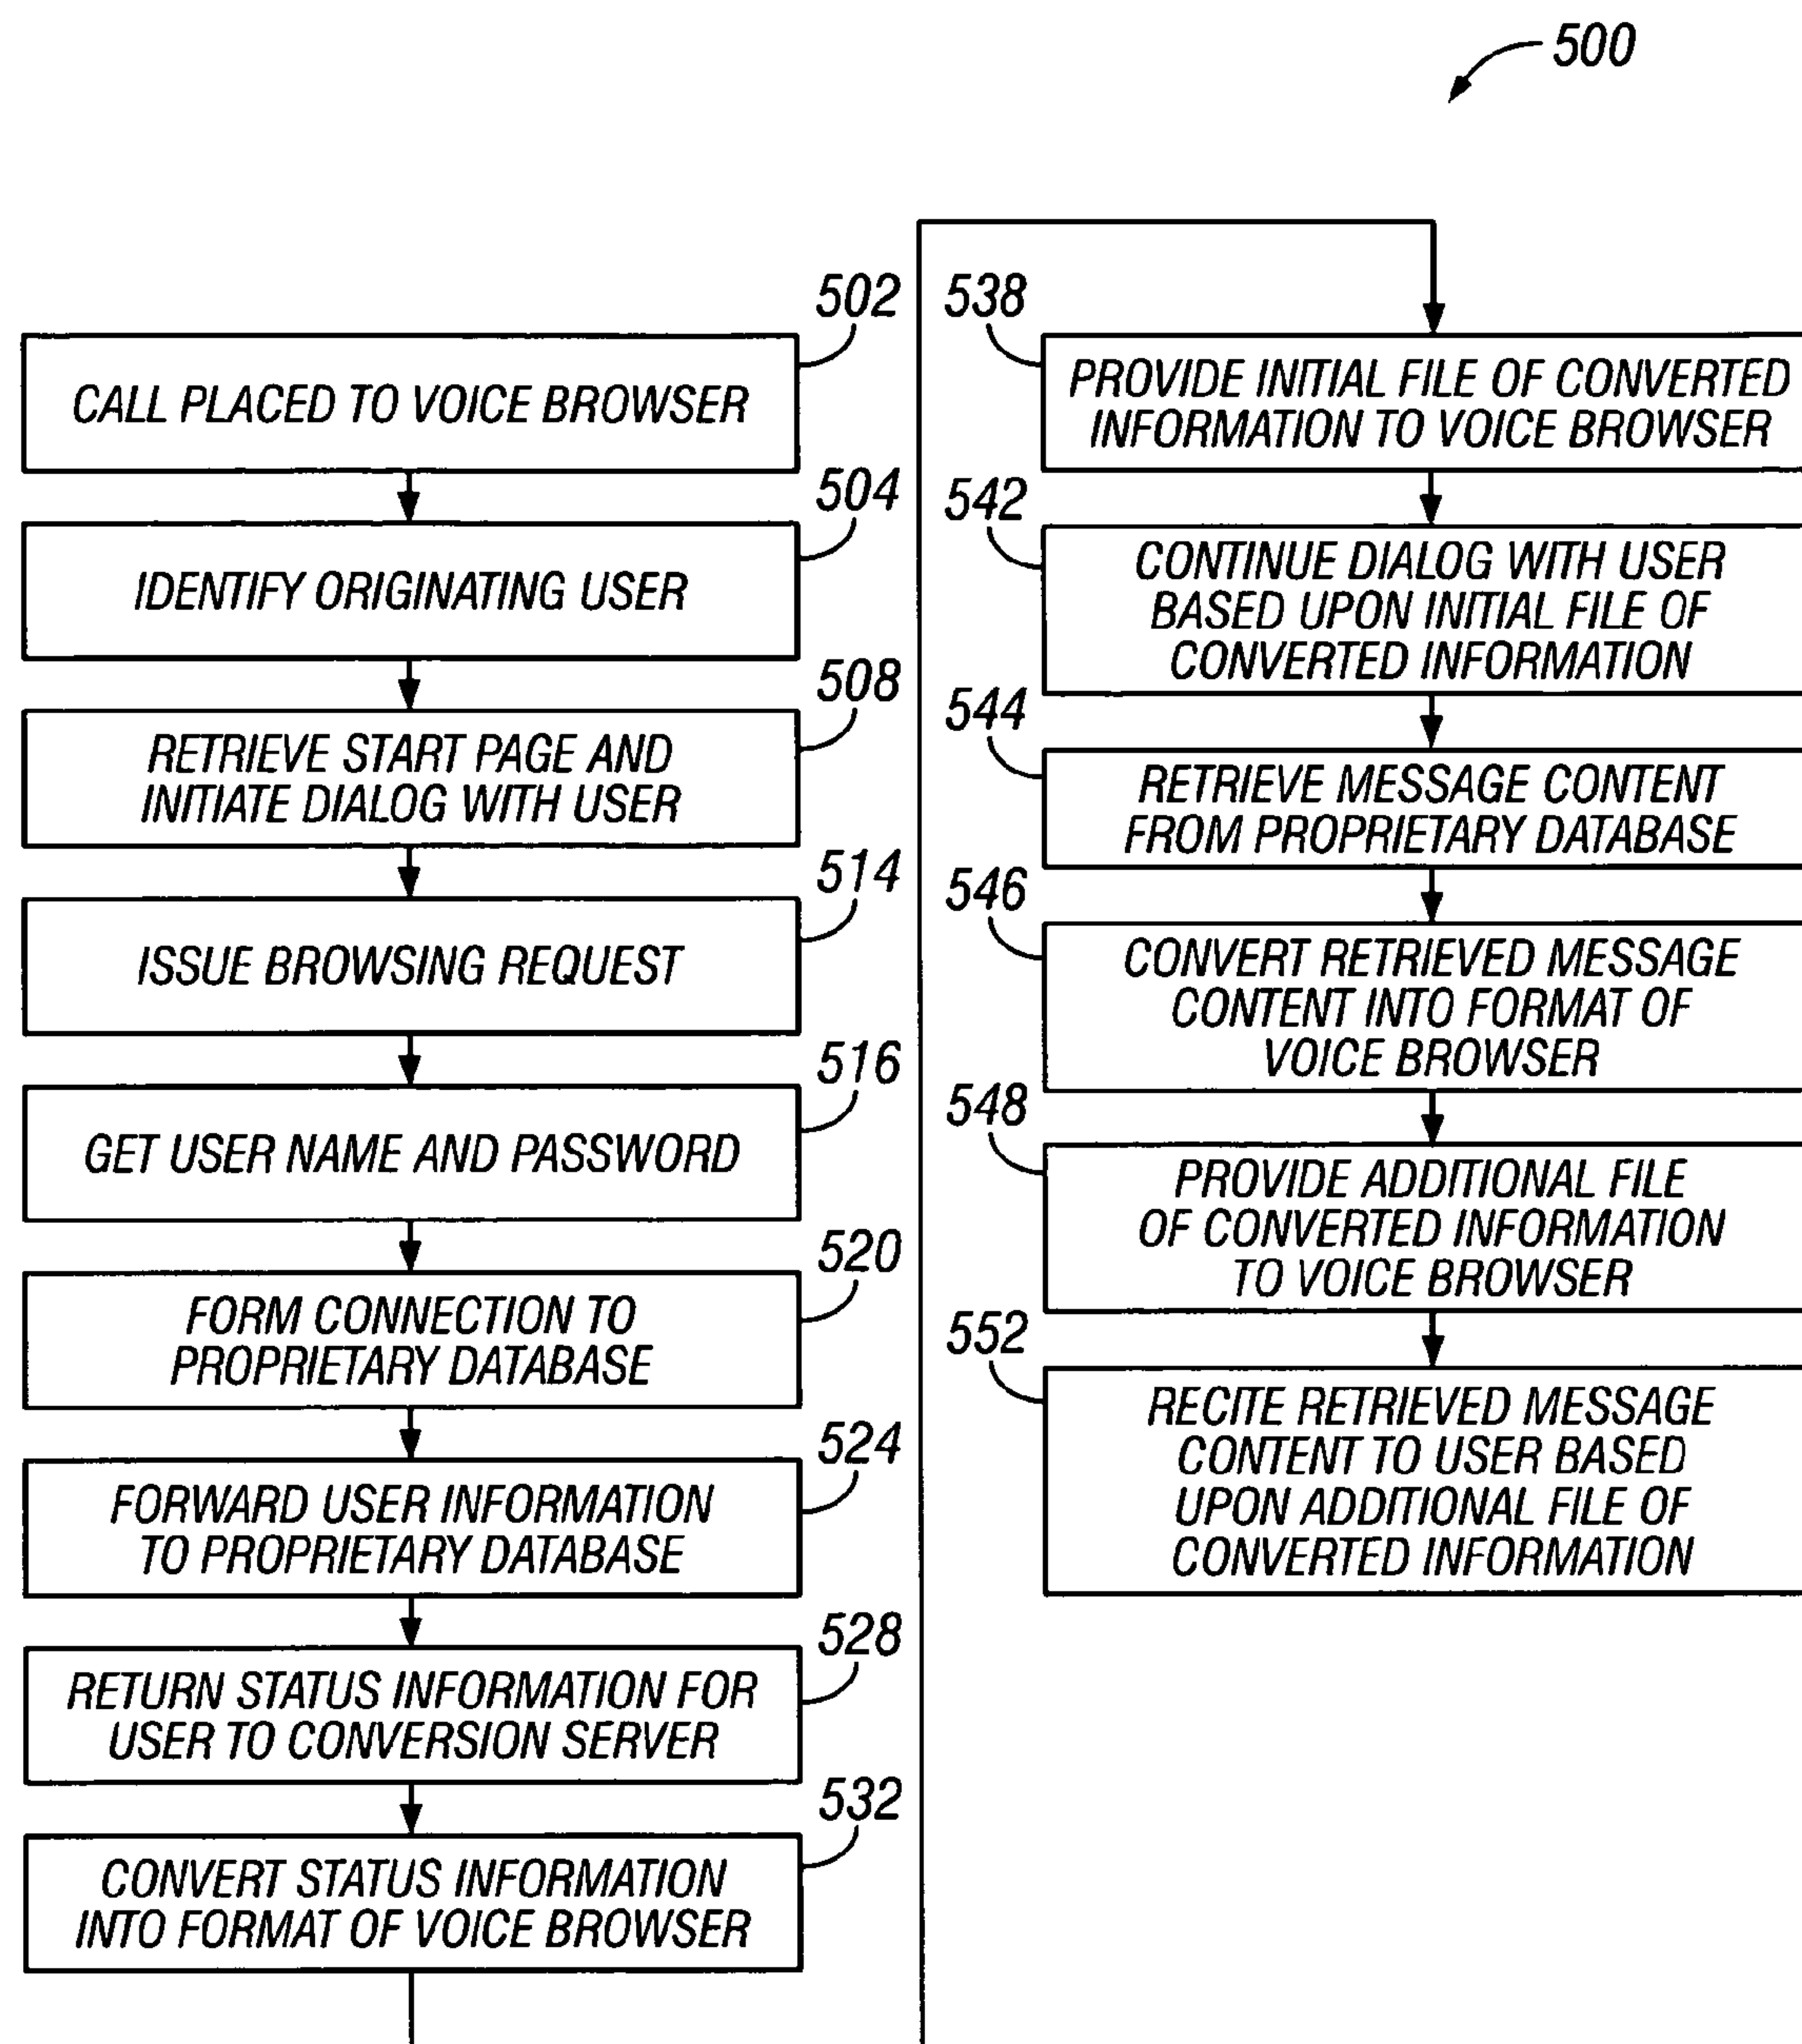 500
502
CALL PLACED TO VOICE BROWSER
504
IDENTIFY ORIGINATING USER
508
RETRIEVE START PAGE AND
INITIATE DIALOG WITH USER
514
ISSUE BROWSING REQUEST
516
GET USER NAME AND PASSWORD
520
FORM CONNECTION TO
PROPRIETARY DATABASE
524
FORWARD USER INFORMATION
TO PROPRIETARY DATABASE
528
RETURN STATUS INFORMATION FOR
USER TO CONVERSION SERVER
532
CONVERT STATUS INFORMATION
INTO FORMAT OF VOICE BROWSER
538
PROVIDE INITIAL FILE OF CONVERTED
INFORMATION TO VOICE BROWSER
542
CONTINUE DIALOG WITH USER
BASED UPON INITIAL FILE OF
CONVERTED INFORMATION
544
RETRIEVE MESSAGE CONTENT
FROM PROPRIETARY DATABASE
546
CONVERT RETRIEVED MESSAGE
CONTENT INTO FORMAT OF
VOICE BROWSER
548
PROVIDE ADDITIONAL FILE
OF CONVERTED INFORMATION
TO VOICE BROWSER
552
RECITE RETRIEVED MESSAGE
CONTENT TO USER BASED
UPON ADDITIONAL FILE OF
CONVERTED INFORMATION